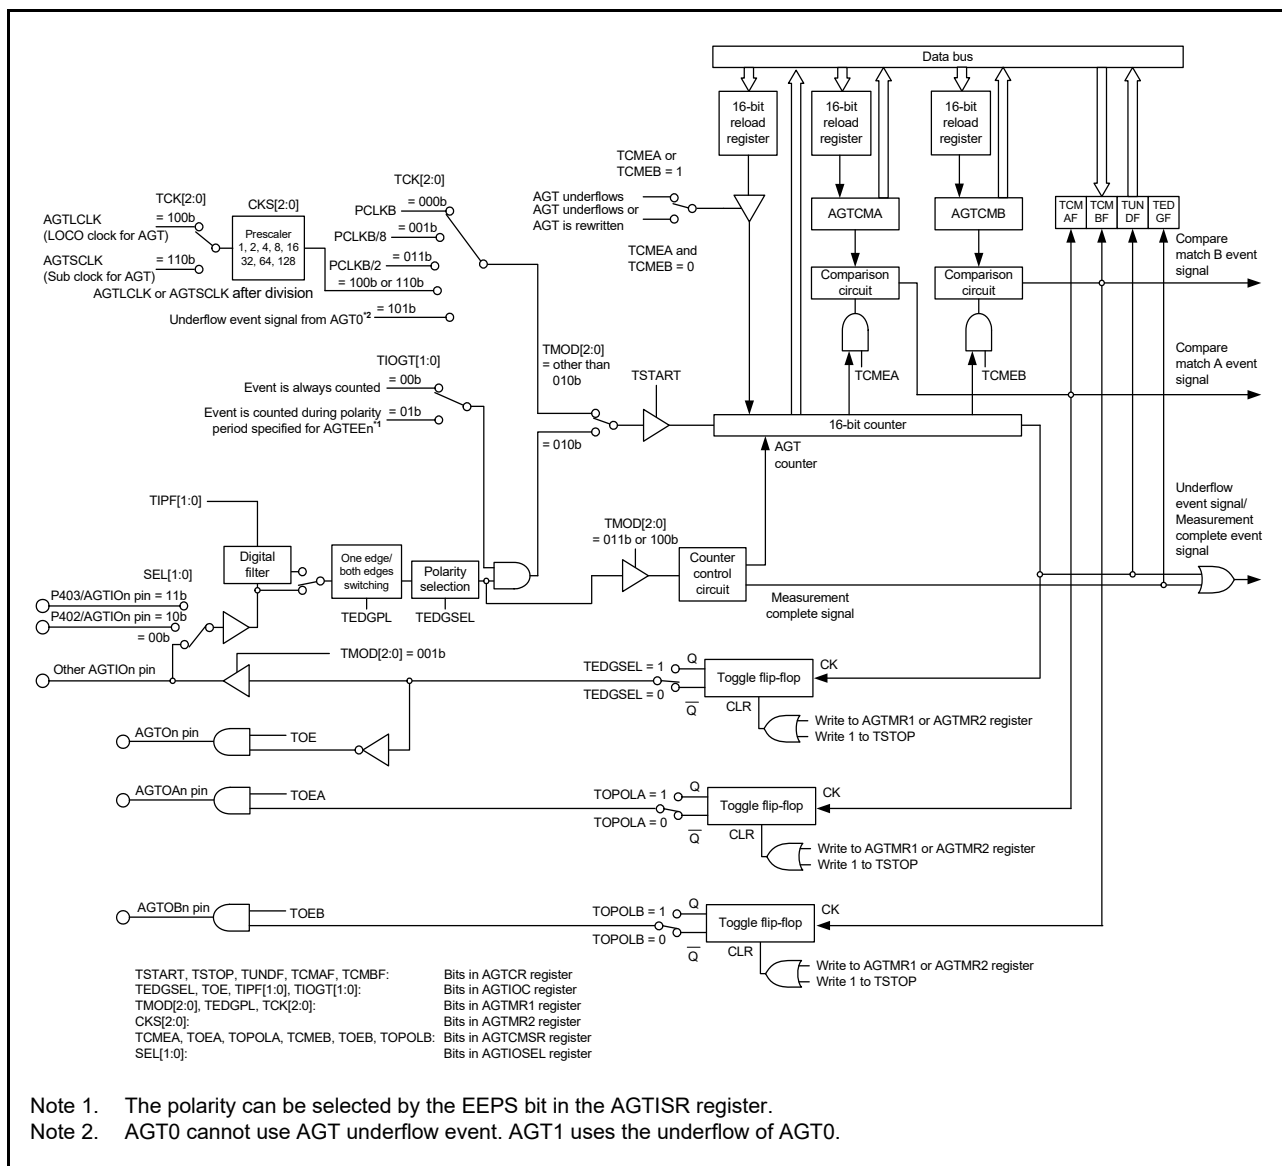 Data bus
16-bit
reload
register
16-bit
reload
register
16-bit
reload
register
TCMEA or
TCMEB = 1
AGT underflows
AGT underflows or
AGT is rewritten
TCMEA and
TCMEB = 0
AGTCMA
AGTCMB
TCM
AF
TCM
BF
TUN
DF
TED
GF
Compare
match B event
signal
Comparison
circuit
Comparison
circuit
TCMEA
TCMEB
Compare
match A event
signal
TCK[2:0]
AGTLCLK
(LOCO clock for AGT)
= 100b
AGTSCLK
(Sub clock for AGT)
= 110b
CKS[2:0]
Prescaler
1, 2, 4, 8, 16
32, 64, 128
TCK[2:0]
PCLKB
= 000b
PCLKB/8
= 001b
PCLKB/2
= 011b
= 100b or 110b
AGTLCLK or AGTSCLK after division
Underflow event signal from AGT0*2
= 101b
TIOGT[1:0]
Event is always counted
= 00b
Event is counted during polarity
period specified for AGTEEn*1
= 01b
TMOD[2:0]
= other than
010b
= 010b
TSTART
16-bit counter
AGT
counter
Underflow
event signal/
Measurement
complete event
signal
TIPF[1:0]
Digital
filter
One edge/
both edges
switching
TEDGPL
Polarity
selection
TEDGSEL
TMOD[2:0]
= 011b or 100b
Counter
control
circuit
Measurement
complete signal
SEL[1:0]
P403/AGTIOn pin = 11b
P402/AGTIOn pin = 10b
= 00b
Other AGTIOn pin
TMOD[2:0] = 001b
TEDGSEL = 1
TEDGSEL = 0
Q
Q
Toggle flip-flop
CK
CLR
Write to AGTMR1 or AGTMR2 register
Write 1 to TSTOP
AGTOn pin
TOE
AGTOAn pin
TOEA
TOPOLA = 1
TOPOLA = 0
Q
Q
Toggle flip-flop
CK
CLR
Write to AGTMR1 or AGTMR2 register
Write 1 to TSTOP
AGTOBn pin
TOEB
TOPOLB = 1
TOPOLB = 0
Q
Q
Toggle flip-flop
CK
CLR
Write to AGTMR1 or AGTMR2 register
Write 1 to TSTOP
TSTART, TSTOP, TUNDF, TCMAF, TCMBF: Bits in AGTCR register
TEDGSEL, TOE, TIPF[1:0], TIOGT[1:0]: Bits in AGTIOC register
TMOD[2:0], TEDGPL, TCK[2:0]: Bits in AGTMR1 register
CKS[2:0]: Bits in AGTMR2 register
TCMEA, TOEA, TOPOLA, TCMEB, TOEB, TOPOLB: Bits in AGTCMSR register
SEL[1:0]: Bits in AGTIOSEL register
Note 1. The polarity can be selected by the EEPS bit in the AGTISR register.
Note 2. AGT0 cannot use AGT underflow event. AGT1 uses the underflow of AGT0.